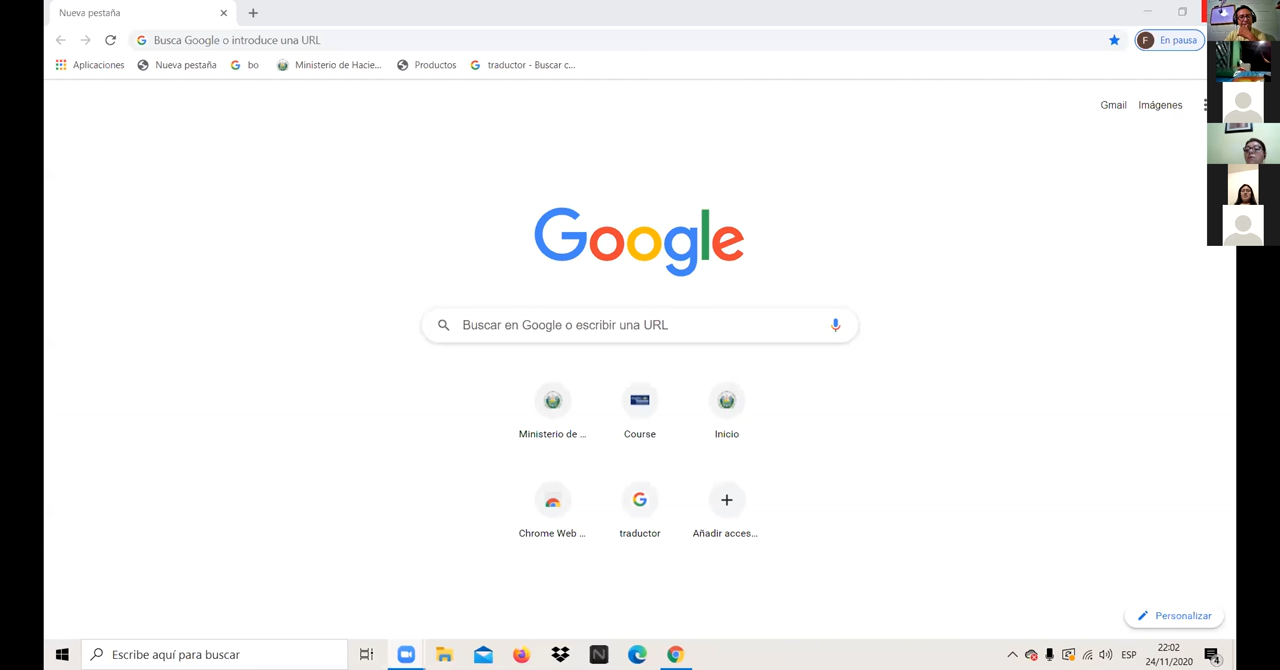 Nueva pestaña
Busca Google o introduce una URL
F En pausa
Aplicaciones Nueva pestaña bo Ministerio de Hacie... Productos traductor - Buscar c...
Gmail Imágenes
Google
Buscar en Google o escribir una URL
Ministerio de ... Course Inicio
Chrome Web ... traductor Añadir acces...
Personalizar
Escribe aquí para buscar
ESP
22:02
24/11/2020
4